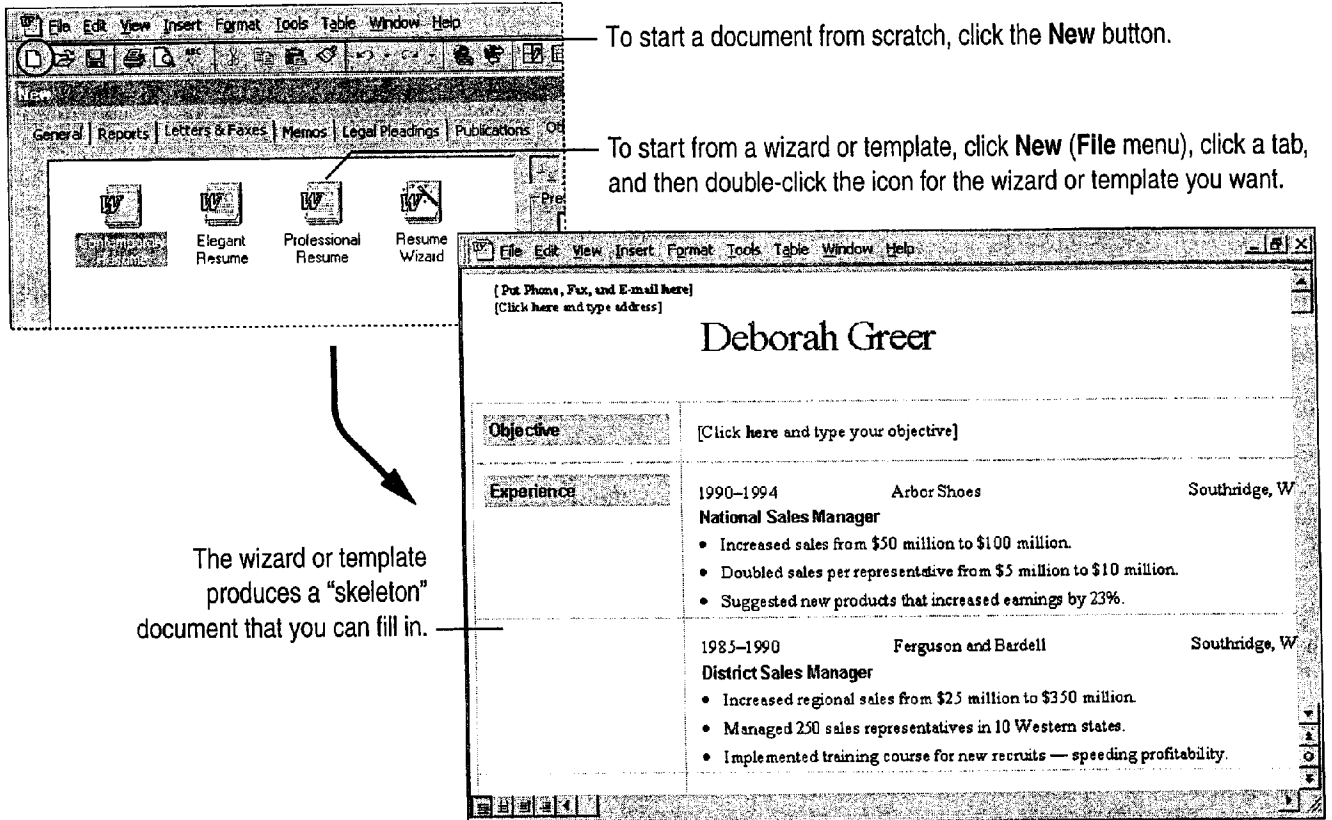 File Edit View Insert Format Tools Table Window Help
To start a document from scratch, click the New button.
New
General Reports Letters & Faxes Memos Legal Pleadings Publications
To start from a wizard or template, click New (File menu), click a tab,
and then double-click the icon for the wizard or template you want.
Pre
Elegant Resume
Professional Resume
Resume Wizard
File Edit View Insert Format Tools Table Window Help
[Put Phone, Fax, and E-mail here]
[Click here and type address]
Deborah Greer
Objective [Click here and type your objective]
Experience 1990–1994 Arbor Shoes Southridge, W
National Sales Manager
• Increased sales from $50 million to $100 million.
• Doubled sales per representative from $5 million to $10 million.
• Suggested new products that increased earnings by 23%.
The wizard or template
produces a “skeleton”
document that you can fill in.
1985–1990 Ferguson and Bardell Southridge, W
District Sales Manager
• Increased regional sales from $25 million to $350 million.
• Managed 250 sales representatives in 10 Western states.
• Implemented training course for new recruits — speeding profitability.